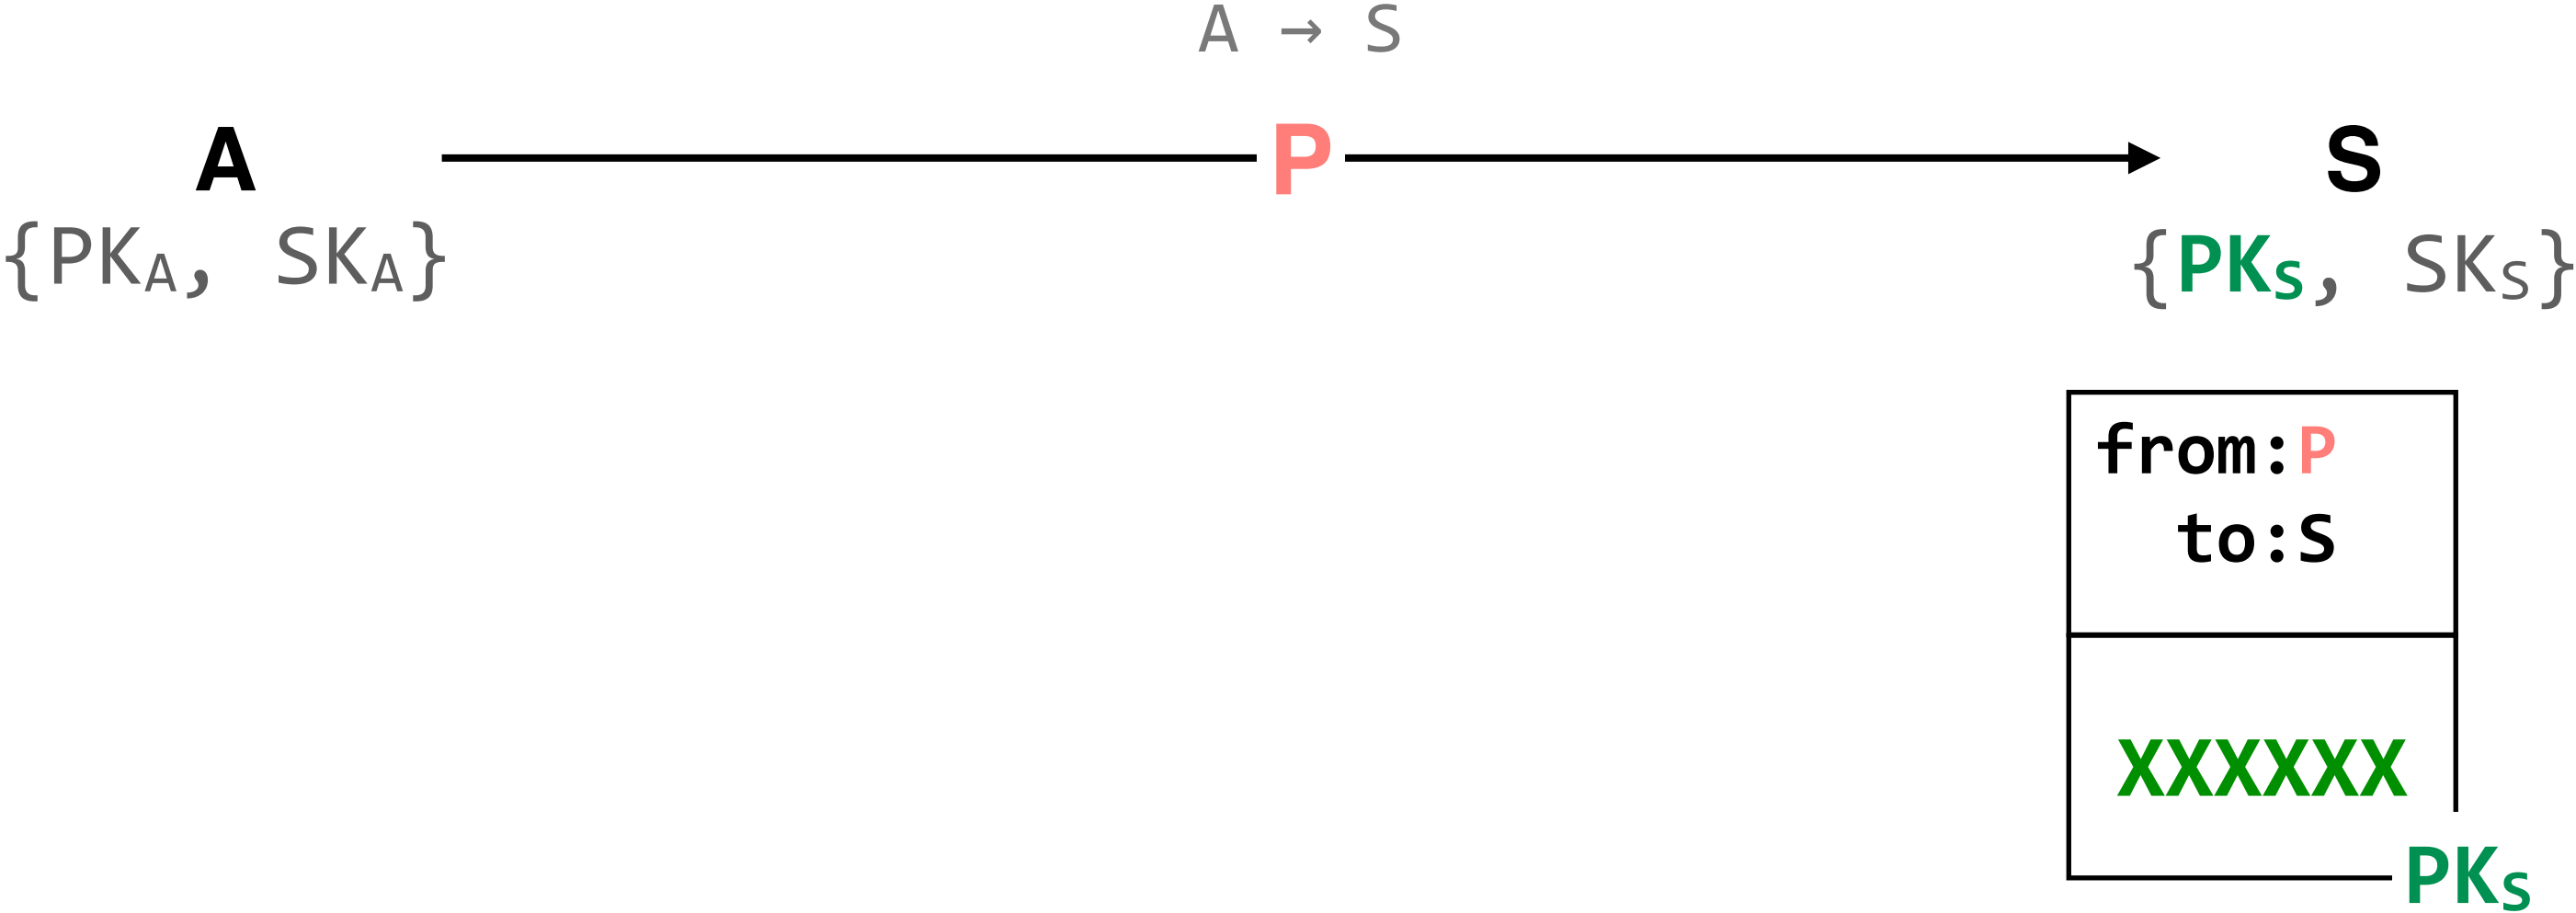 A → S
A P S
{PKA, SKA} {PKS, SKS}
from:P
to:S
XXXXXX
PKS